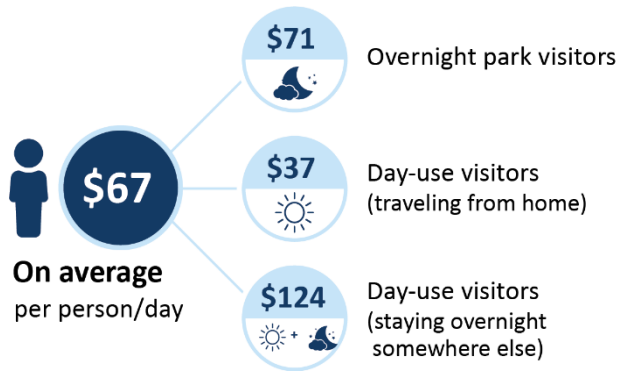 $71
Overnight park visitors
$67
On average
per person/day
$37
Day-use visitors
(traveling from home)
$124
+
Day-use visitors
(staying overnight
somewhere else)